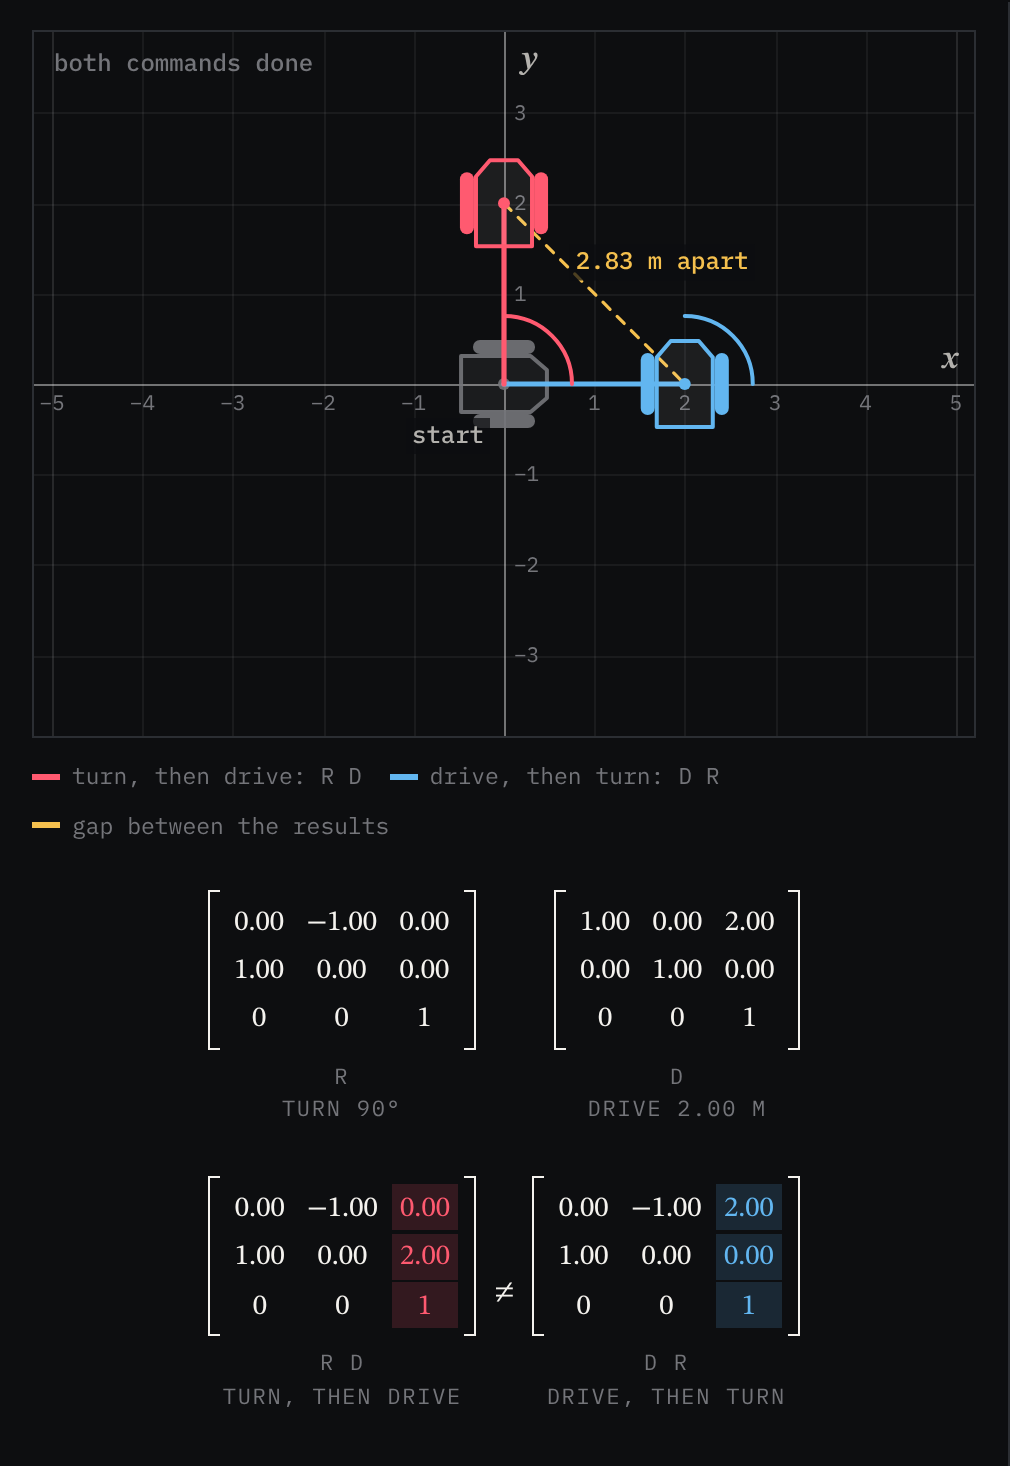 both commands done
y
3
2
2.83 m apart
1
x
−5 −4 −3 −2 −1 1 2 3 4 5
start
−1
−2
−3
turn, then drive: R D drive, then turn: D R
gap between the results
0.00 −1.00 0.00 1.00 0.00 2.00
1.00 0.00 0.00 0.00 1.00 0.00
0 0 1 0 0 1
R D
TURN 90° DRIVE 2.00 M
0.00 −1.00 0.00 0.00 −1.00 2.00
1.00 0.00 2.00 1.00 0.00 0.00
≠
0 0 1 0 0 1
R D D R
TURN, THEN DRIVE DRIVE, THEN TURN